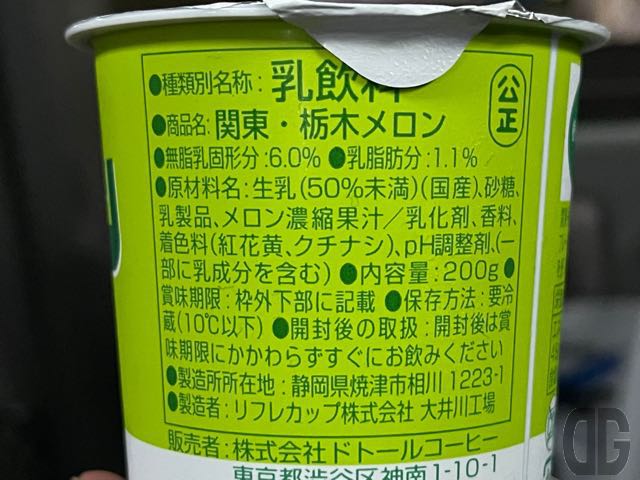 ●種類別名称：乳飲料
公正
●商品名：関東・栃木メロン
●無脂乳固形分：6.0% ●乳脂肪分：1.1%
●原材料名：生乳（50％未満）（国産）、砂糖、
乳製品、メロン濃縮果汁／乳化剤、香料、
着色料（紅花黄、クチナシ）、pH調整剤、（一
部に乳成分を含む） ●内容量：200g ●
賞味期限：枠外下部に記載 ●保存方法：要冷
蔵（10℃以下） ●開封後の取扱：開封後は賞
味期限にかかわらずすぐにお飲みください
●製造所所在地：静岡県焼津市相川1223-1
●製造者：リフレカップ株式会社 大井川工場
販売者：株式会社ドトールコーヒー
東京都渋谷区神南1-10-1
DG